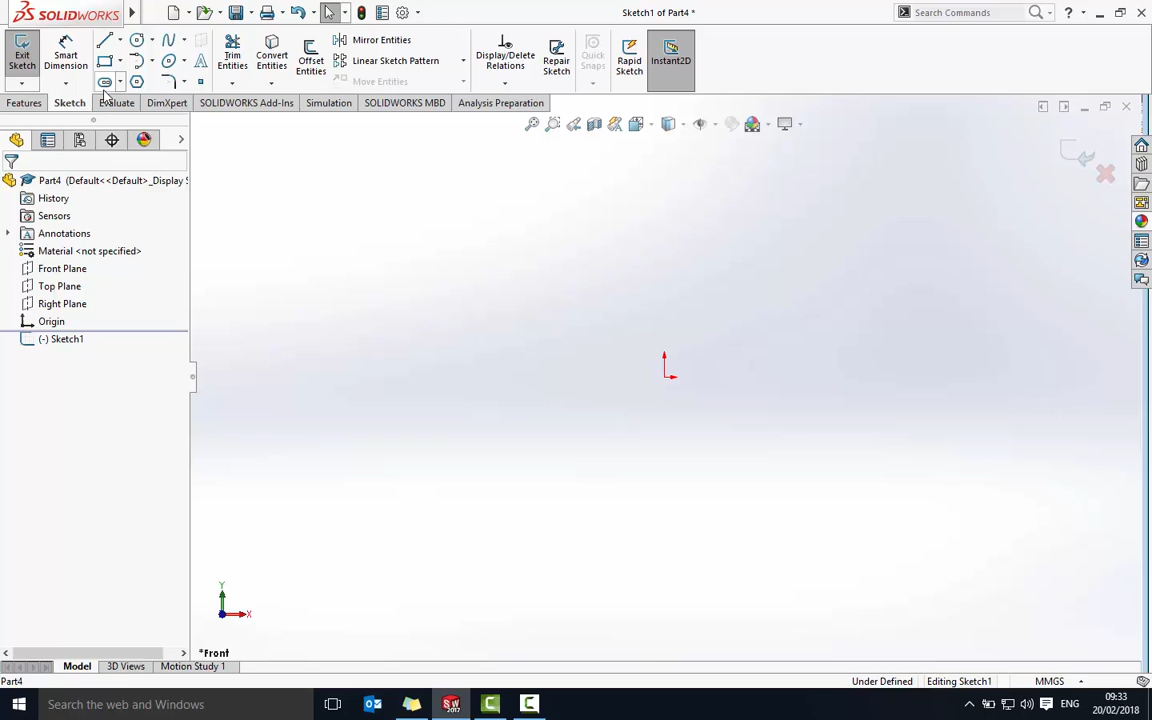 SOLIDWORKS
Sketch1 of Part4 *
Search Commands
?
Exit Sketch
Smart Dimension
Trim Entities
Convert Entities
Offset Entities
Mirror Entities
Linear Sketch Pattern
Move Entities
Display/Delete Relations
Repair Sketch
Quick Snaps
Rapid Sketch
Instant2D
Features
Sketch
Evaluate
DimXpert
SOLIDWORKS Add-Ins
Simulation
SOLIDWORKS MBD
Analysis Preparation
Part4 (Default<<Default>_Display S
History
Sensors
Annotations
Material <not specified>
Front Plane
Top Plane
Right Plane
Origin
(-) Sketch1
Y
X
*Front
Model
3D Views
Motion Study 1
Part4
Under Defined
Editing Sketch1
MMGS
Search the web and Windows
SW
2017
ENG
09:33
20/02/2018